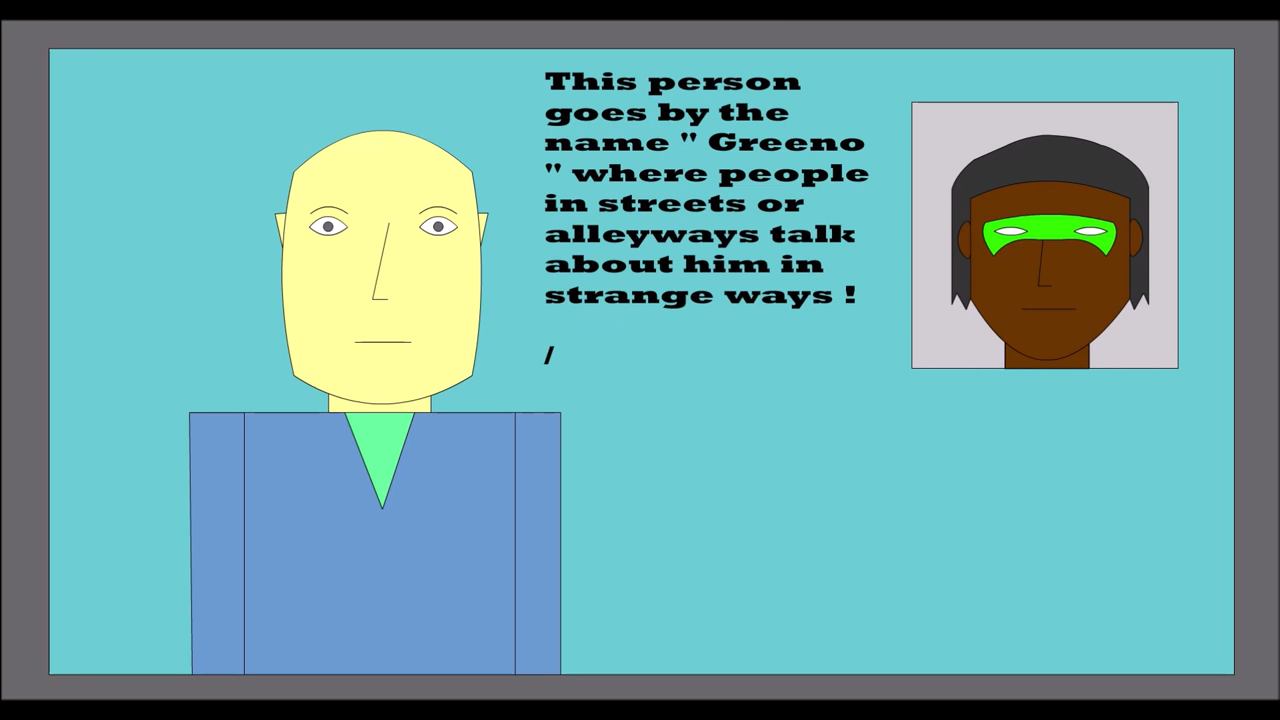 This person
goes by the
name " Greeno
" where people
in streets or
alleyways talk
about him in
strange ways !
/